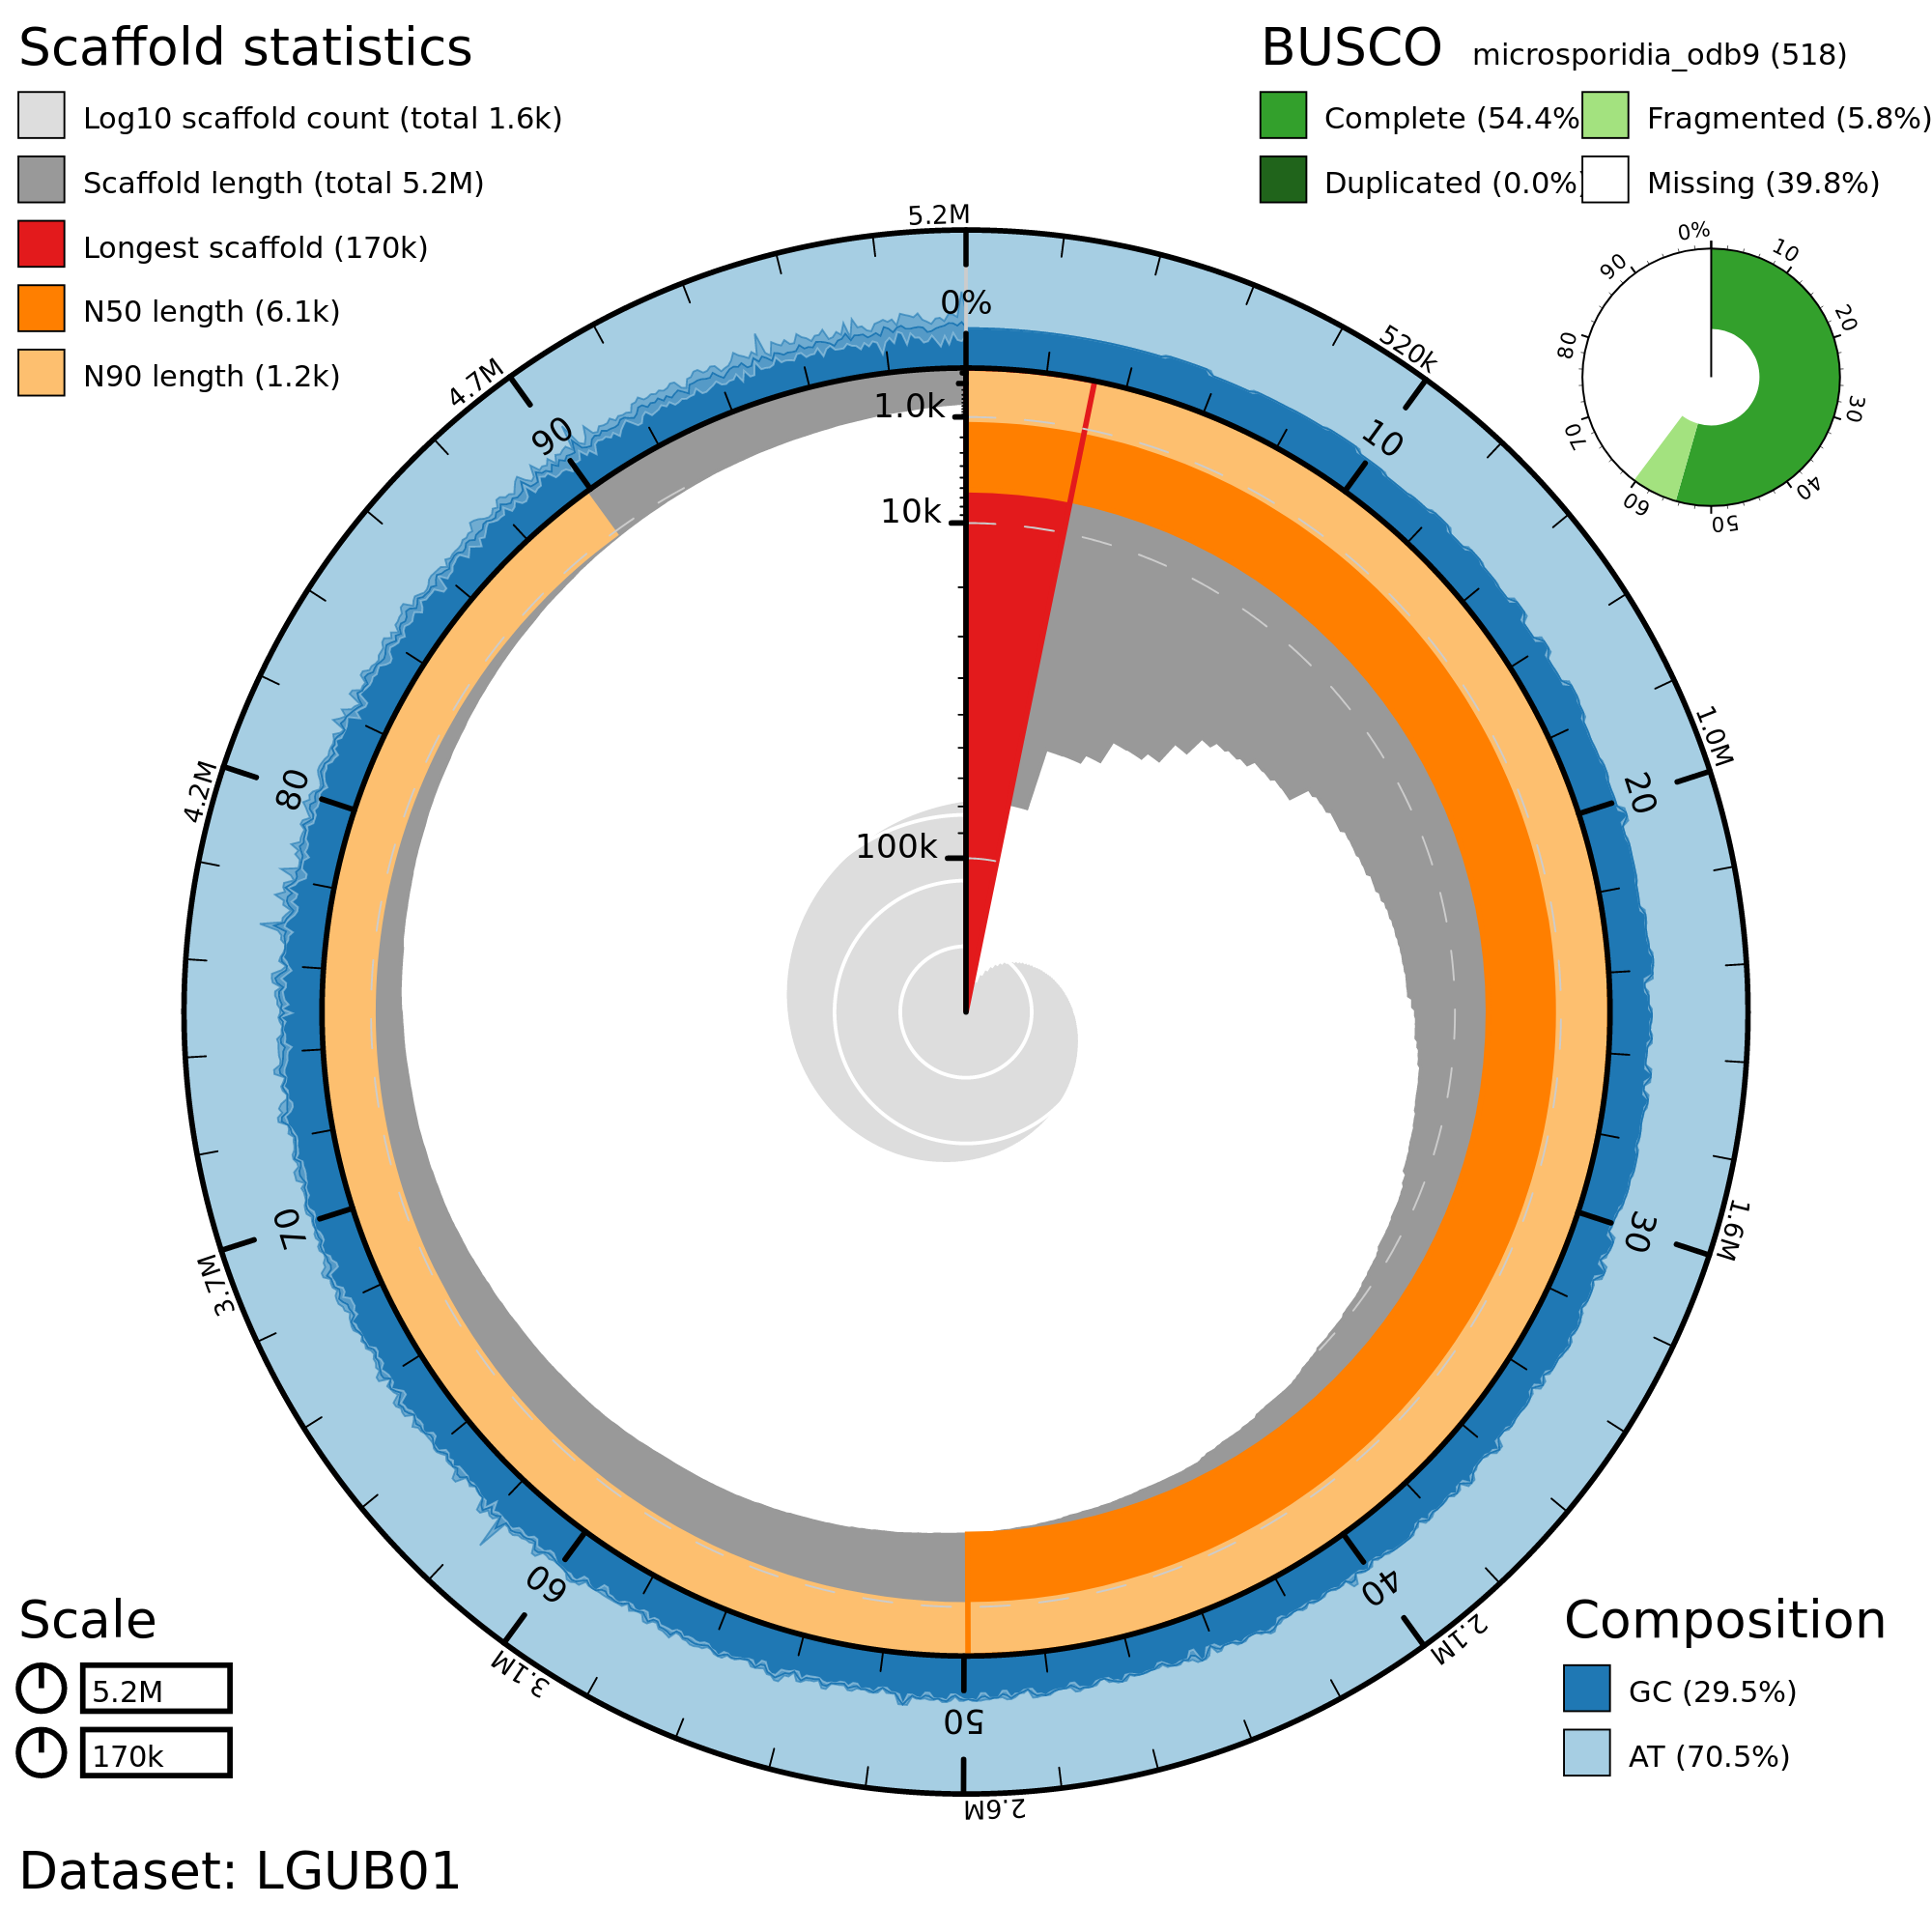 Scaffold statistics
Log10 scaffold count (total 1.6k)
Scaffold length (total 5.2M)
Longest scaffold (170k)
N50 length (6.1k)
N90 length (1.2k)
BUSCO microsporidia_odb9 (518)
Complete (54.4% Fragmented (5.8%)
Duplicated (0.0%) Missing (39.8%)
0%
10
20
30
40
50
60
70
80
90
5.2M
520k
1.0M
1.6M
2.1M
2.6M
3.1M
3.7M
4.2M
4.7M
0%
10
20
30
40
50
60
70
80
90
1.0k
10k
100k
Scale
5.2M
170k
Composition
GC (29.5%)
AT (70.5%)
Dataset: LGUB01